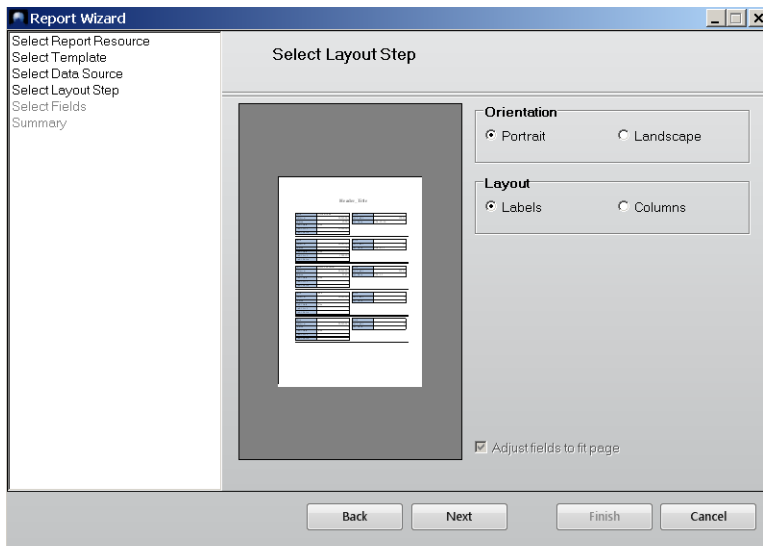 Report Wizard
Select Report Resource
Select Template
Select Data Source
Select Layout Step
Select Fields
Summary
Select Layout Step
Orientation
Portrait
Landscape
Layout
Labels
Columns
Adjust fields to fit page
Back
Next
Finish
Cancel